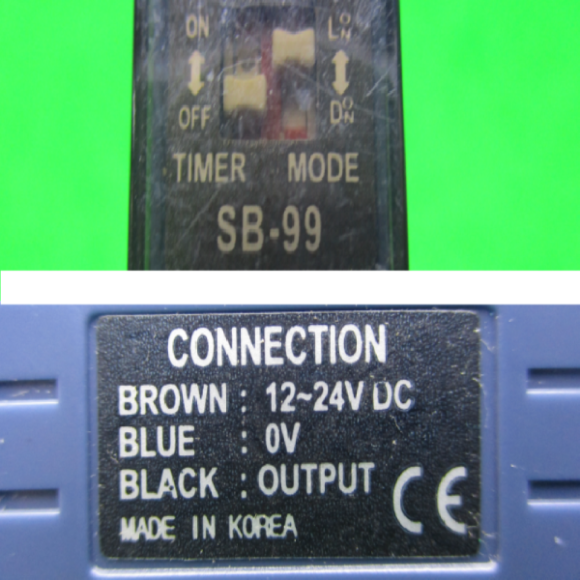 ON L ON
OFF D ON
TIMER MODE
SB-99
CONNECTION
BROWN : 12~24V DC
BLUE : 0V
BLACK : OUTPUT
MADE IN KOREA CE